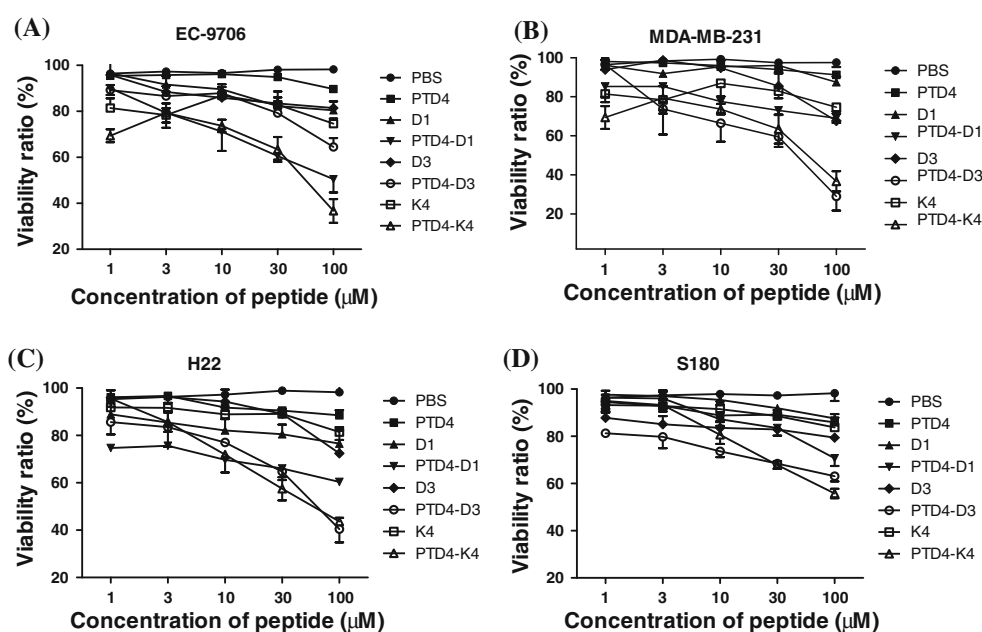 (A)
EC-9706
Viability ratio (%)
100
80
60
40
20
1 3 10 30 100
Concentration of peptide (μM)
PBS
PTD4
D1
PTD4-D1
D3
PTD4-D3
K4
PTD4-K4
(B)
MDA-MB-231
Viability ratio (%)
100
80
60
40
20
1 3 10 30 100
Concentration of peptide (μM)
PBS
PTD4
D1
PTD4-D1
D3
PTD4-D3
K4
PTD4-K4
(C)
H22
Viability ratio (%)
100
80
60
40
20
1 3 10 30 100
Concentration of peptide (μM)
PBS
PTD4
D1
PTD4-D1
D3
PTD4-D3
K4
PTD4-K4
(D)
S180
Viability ratio (%)
100
80
60
40
20
1 3 10 30 100
Concentration of peptide (μM)
PBS
PTD4
D1
PTD4-D1
D3
PTD4-D3
K4
PTD4-K4